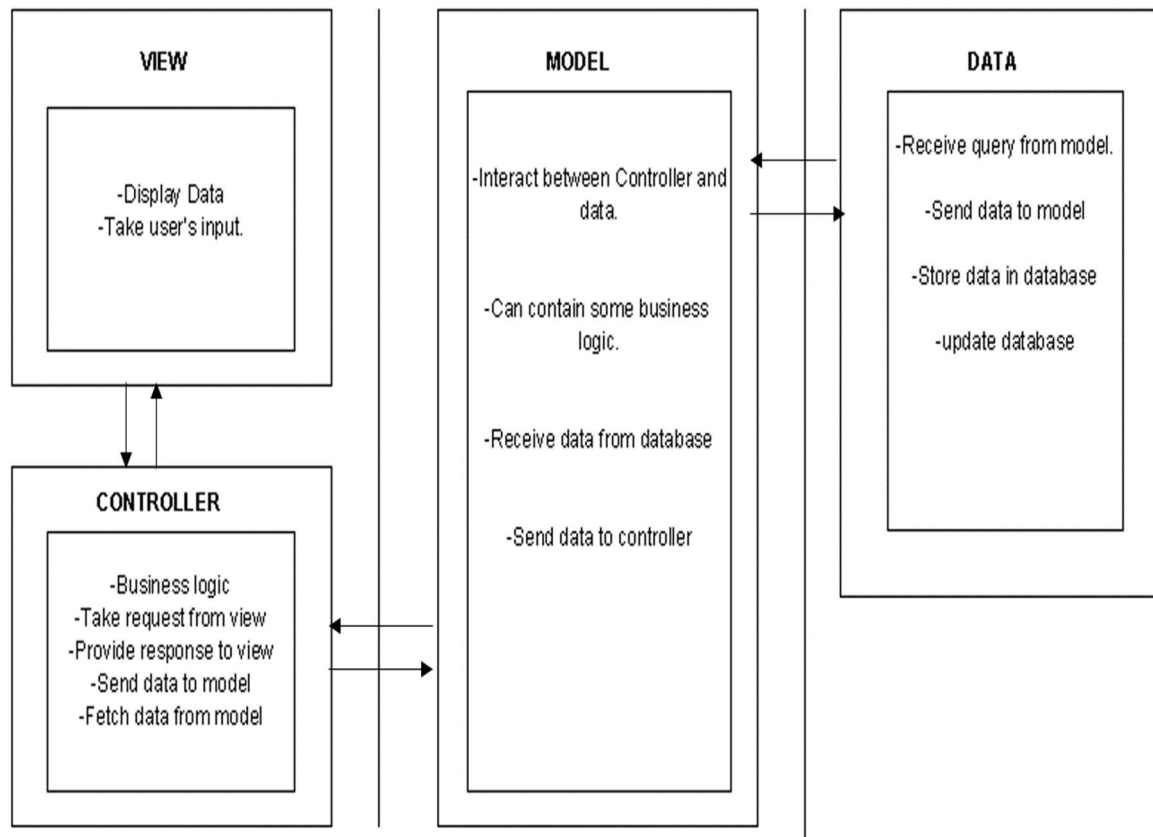 VIEW
-Display Data
-Take user's input.
CONTROLLER
-Business logic
-Take request from view
-Provide response to view
-Send data to model
-Fetch data from model
MODEL
-Interact between Controller and
data.
-Can contain some business
logic.
-Receive data from database
-Send data to controller
DATA
-Receive query from model.
-Send data to model
-Store data in database
-update database